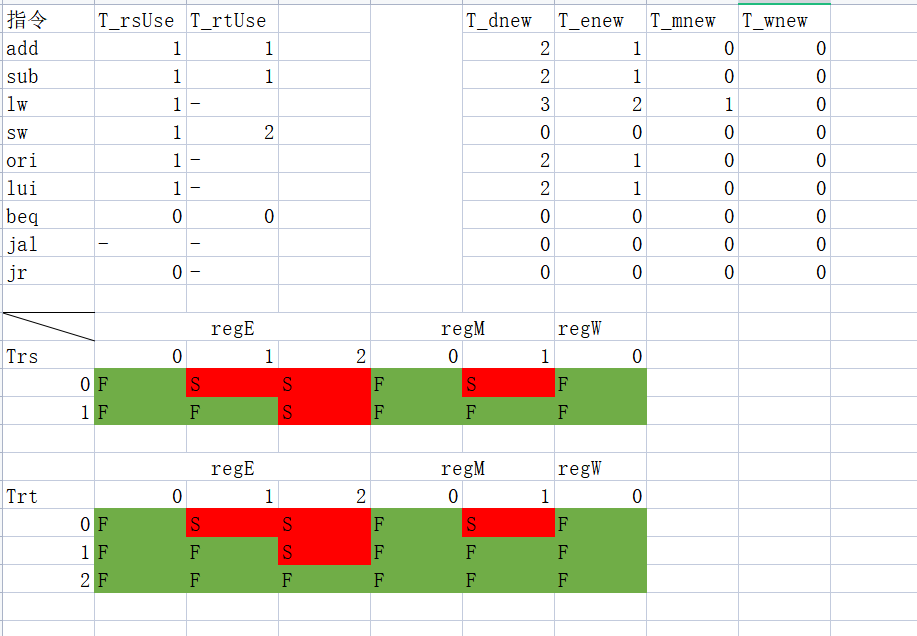 指令 T_rsUse T_rtUse T_dnew T_enew T_mnew T_wnew
add 1 1 2 1 0 0
sub 1 1 2 1 0 0
lw 1 - 3 2 1 0
sw 1 2 0 0 0 0
ori 1 - 2 1 0 0
lui 1 - 2 1 0 0
beq 0 0 0 0 0 0
jal - - 0 0 0 0
jr 0 - 0 0 0 0
regE regM regW
Trs 0 1 2 0 1 0
0 F S S F S F
1 F F S F F F
regE regM regW
Trt 0 1 2 0 1 0
0 F S S F S F
1 F F S F F F
2 F F F F F F